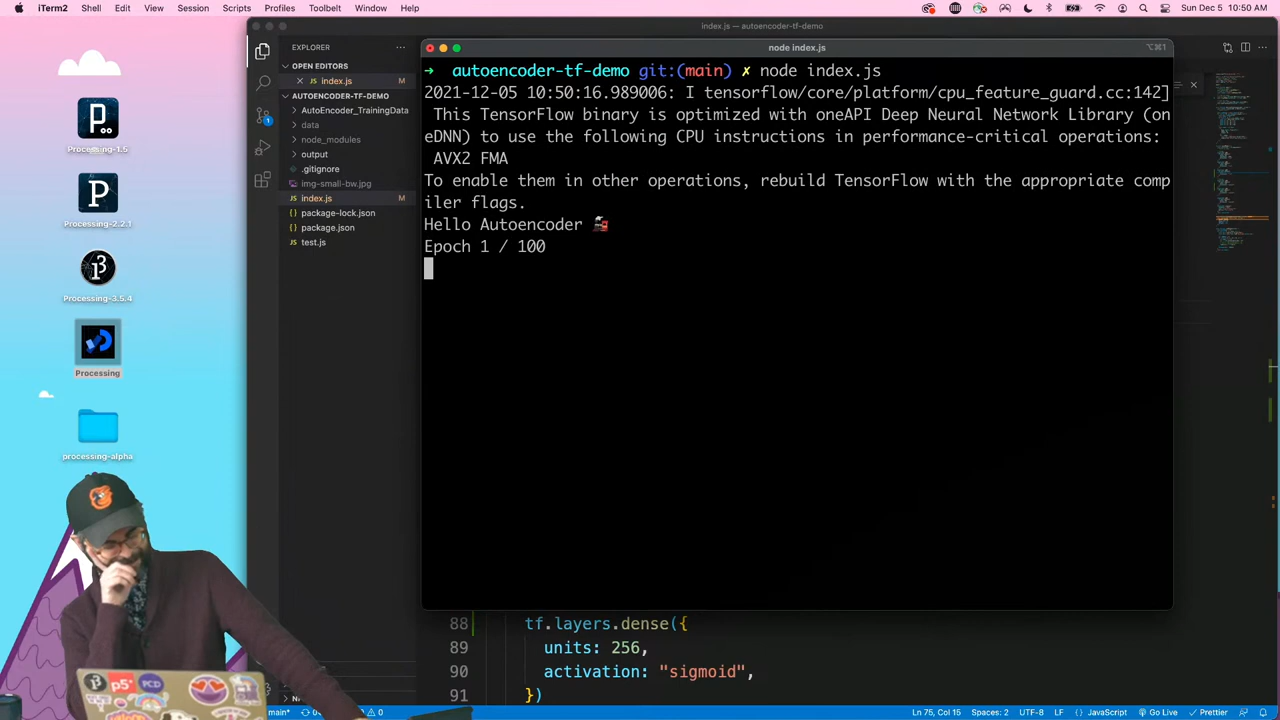 iTerm2 Shell Edit View Session Scripts Profiles Toolbelt Window Help
Sun Dec 5 10:50 AM
index.js — autoencoder-tf-demo
EXPLORER
OPEN EDITORS
index.js M
AUTOENCODER-TF-DEMO
AutoEncoder_TrainingData
data
node_modules
output
.gitignore
img-small-bw.jpg
index.js M
package-lock.json
package.json
test.js
Processing-1.5
Processing-2.2.1
Processing-3.5.4
Processing
processing-alpha
node index.js
⌥⌘1
➜ autoencoder-tf-demo git:(main) ✗ node index.js
2021-12-05 10:50:16.989006: I tensorflow/core/platform/cpu_feature_guard.cc:142]
This TensorFlow binary is optimized with oneAPI Deep Neural Network Library (on
eDNN) to use the following CPU instructions in performance-critical operations:
AVX2 FMA
To enable them in other operations, rebuild TensorFlow with the appropriate comp
iler flags.
Hello Autoencoder 🚂
Epoch 1 / 100
88 tf.layers.dense({
89 units: 256,
90 activation: "sigmoid",
91 })
main* 0 Ln 75, Col 15 Spaces: 2 UTF-8 LF {} JavaScript Go Live Prettier